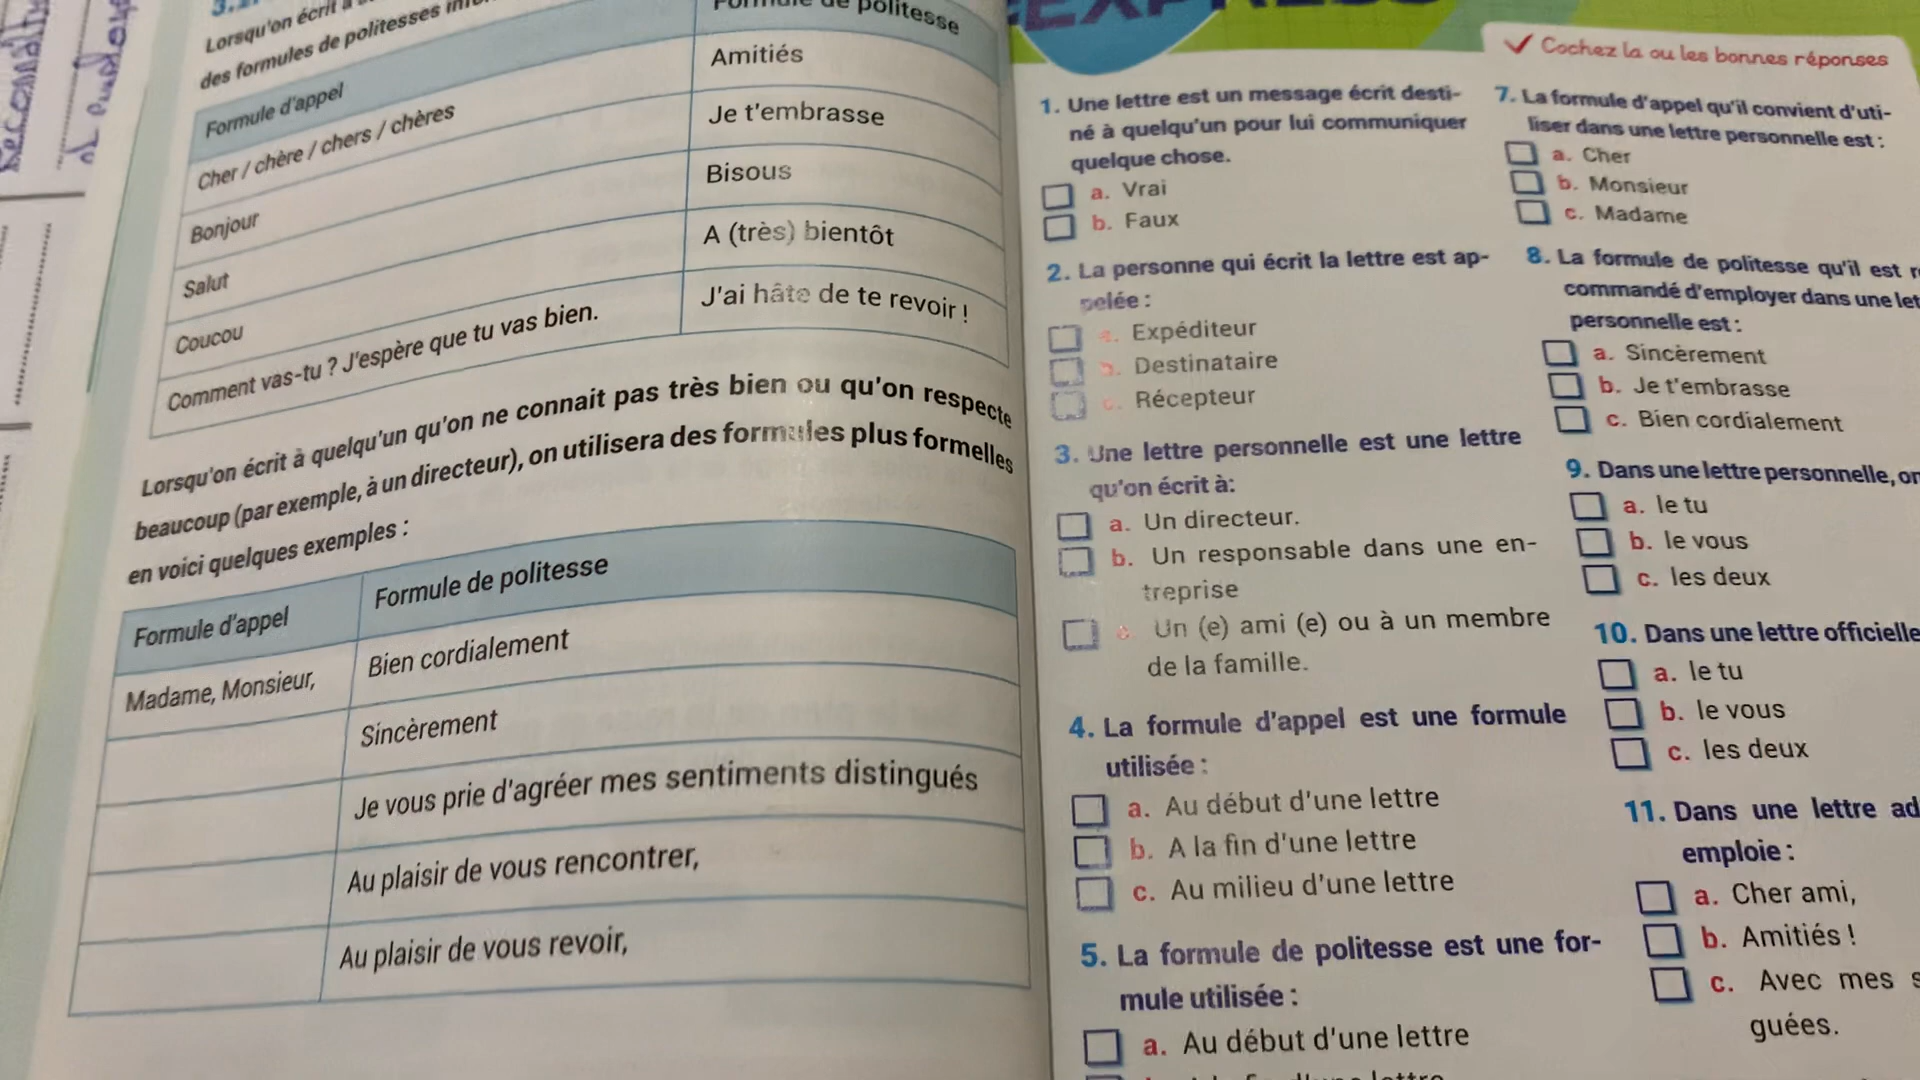 Lorsqu'on écrit à
des formules de politesses
Formule d'appel
Formule de politesse
Cher / chère / chers / chères
Amitiés
Bonjour
Je t'embrasse
Salut
Bisous
Coucou
A (très) bientôt
Comment vas-tu ? J'espère que tu vas bien.
J'ai hâte de te revoir !
Lorsqu'on écrit à quelqu'un qu'on ne connait pas très bien ou qu'on respecte
beaucoup (par exemple, à un directeur), on utilisera des formules plus formelles
en voici quelques exemples :
Formule d'appel
Formule de politesse
Madame, Monsieur,
Bien cordialement
Sincèrement
Je vous prie d'agréer mes sentiments distingués
Au plaisir de vous rencontrer,
Au plaisir de vous revoir,
Cochez la ou les bonnes réponses
1. Une lettre est un message écrit desti-
né à quelqu'un pour lui communiquer
quelque chose.
a. Vrai
b. Faux
2. La personne qui écrit la lettre est ap-
pelée :
a. Expéditeur
b. Destinataire
c. Récepteur
3. Une lettre personnelle est une lettre
qu'on écrit à:
a. Un directeur.
b. Un responsable dans une en-
treprise
c. Un (e) ami (e) ou à un membre
de la famille.
4. La formule d'appel est une formule
utilisée :
a. Au début d'une lettre
b. A la fin d'une lettre
c. Au milieu d'une lettre
5. La formule de politesse est une for-
mule utilisée :
a. Au début d'une lettre
7. La formule d'appel qu'il convient d'uti-
liser dans une lettre personnelle est :
a. Cher
b. Monsieur
c. Madame
8. La formule de politesse qu'il est r
commandé d'employer dans une let
personnelle est :
a. Sincèrement
b. Je t'embrasse
c. Bien cordialement
9. Dans une lettre personnelle, on
a. le tu
b. le vous
c. les deux
10. Dans une lettre officielle
a. le tu
b. le vous
c. les deux
11. Dans une lettre ad
emploie :
a. Cher ami,
b. Amitiés !
c. Avec mes s
guées.